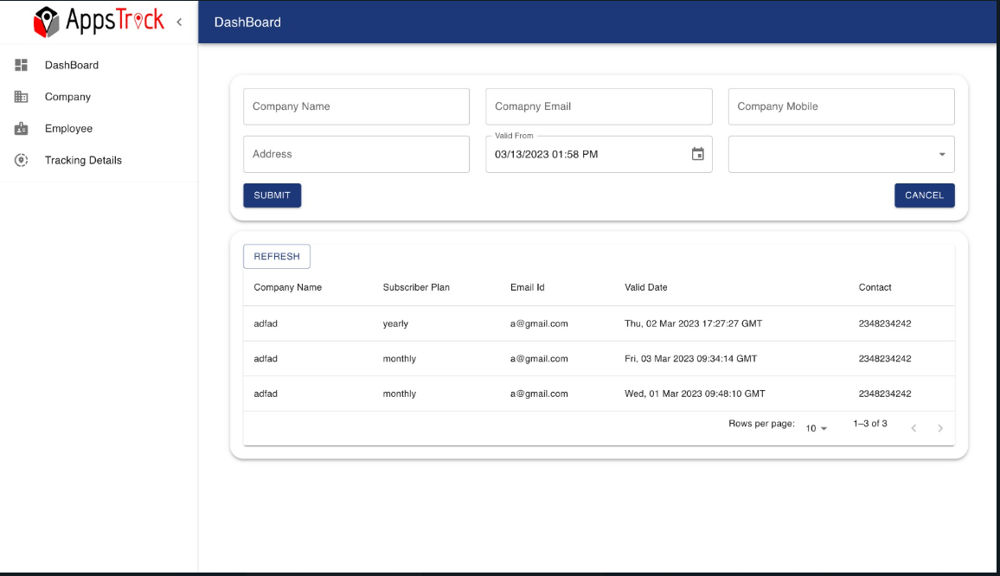 AppsTrack
DashBoard
DashBoard
Company
Employee
Tracking Details
Company Name
Comapny Email
Company Mobile
Address
Valid From
03/13/2023 01:58 PM
SUBMIT
CANCEL
REFRESH
Company Name Subscriber Plan Email Id Valid Date Contact
adfad yearly a@gmail.com Thu, 02 Mar 2023 17:27:27 GMT 2348234242
adfad monthly a@gmail.com Fri, 03 Mar 2023 09:34:14 GMT 2348234242
adfad monthly a@gmail.com Wed, 01 Mar 2023 09:48:10 GMT 2348234242
Rows per page: 10 1–3 of 3